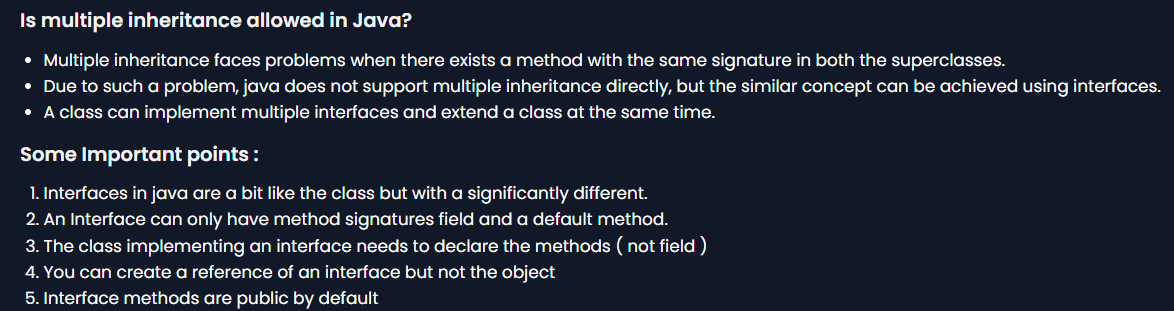 Is multiple inheritance allowed in Java?
• Multiple inheritance faces problems when there exists a method with the same signature in both the superclasses.
• Due to such a problem, java does not support multiple inheritance directly, but the similar concept can be achieved using interfaces.
• A class can implement multiple interfaces and extend a class at the same time.
Some Important points :
1. Interfaces in java are a bit like the class but with a significantly different.
2. An Interface can only have method signatures field and a default method.
3. The class implementing an interface needs to declare the methods ( not field )
4. You can create a reference of an interface but not the object
5. Interface methods are public by default